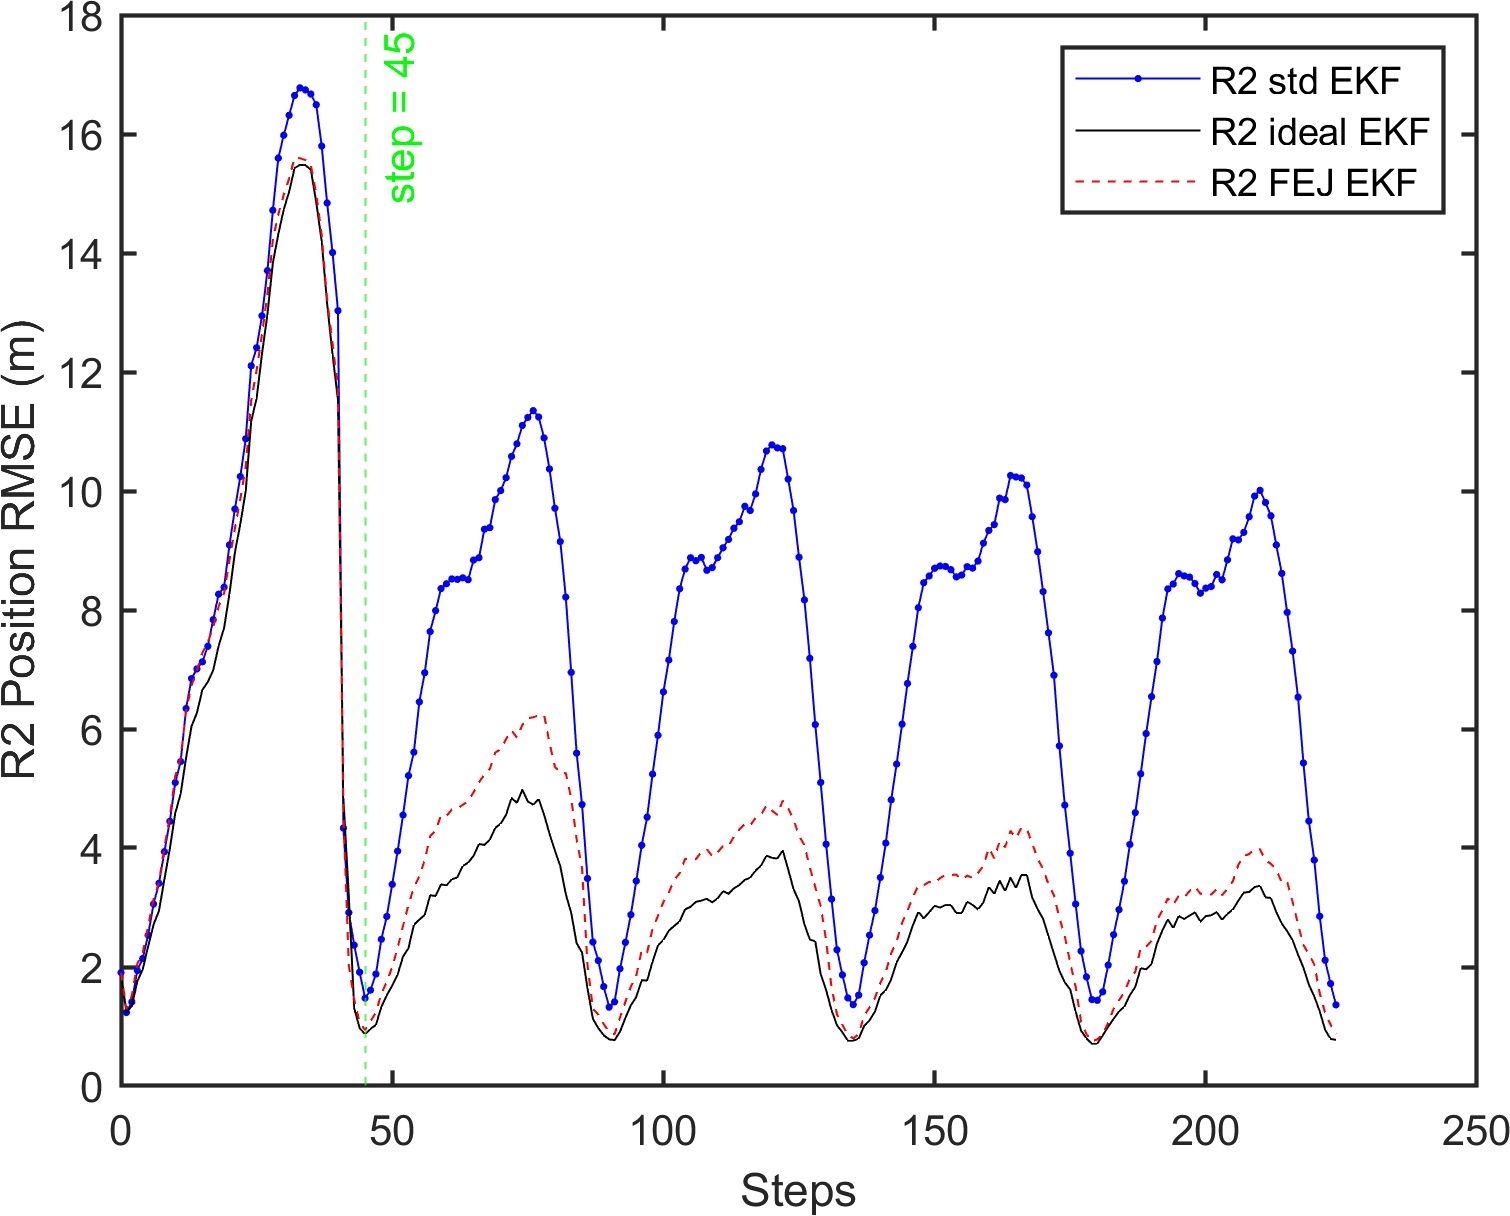 18
16
14
12
10
8
6
4
2
0
R2 Position RMSE (m)
step = 45
R2 std EKF
R2 ideal EKF
R2 FEJ EKF
0
50
100
150
200
250
Steps